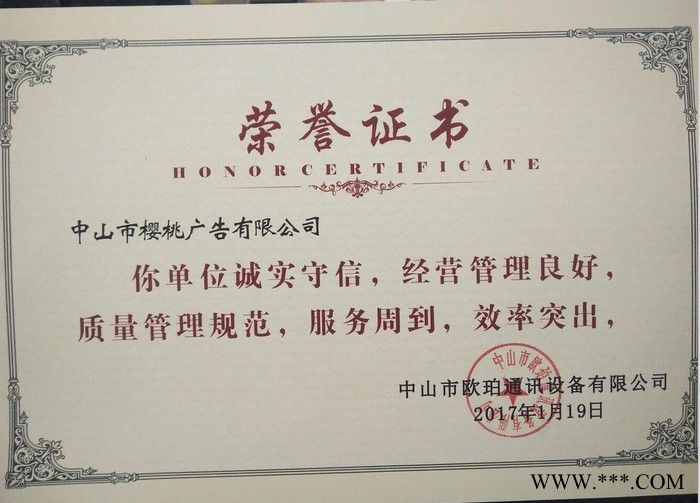 荣誉证书
HONOR CERTIFICATE
中山市樱桃广告有限公司
你单位诚实守信，经营管理良好，
质量管理规范，服务周到，效率突出，
中山市欧珀通讯设备有限公司
2017年1月19日
WWW.***.COM